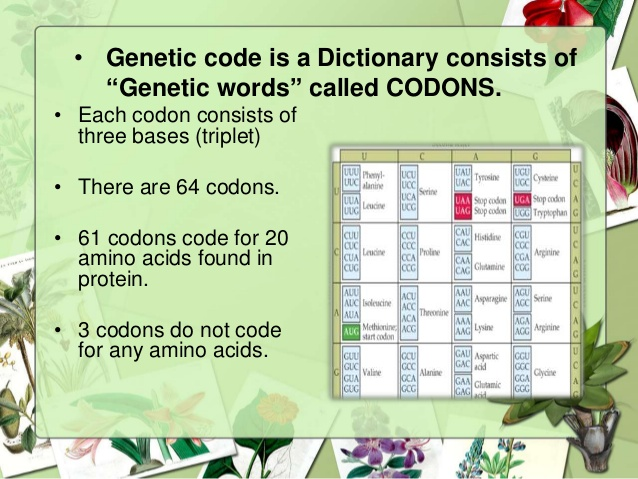 • Genetic code is a Dictionary consists of
“Genetic words” called CODONS.
• Each codon consists of
three bases (triplet)
• There are 64 codons.
• 61 codons code for 20
amino acids found in
protein.
• 3 codons do not code
for any amino acids.
U C A G
U
UUU UUC Phenyl-
alanine
UUA UUG Leucine
UCU UCC UCA UCG Serine
UAU UAC Tyrosine
UAA Stop codon
UAG Stop codon
UGU UGC Cysteine
UGA Stop codon
UGG Tryptophan
U C A G
C
CUU CUC CUA CUG Leucine
CCU CCC CCA CCG Proline
CAU CAC Histidine
CAA CAG Glutamine
CGU CGC CGA CGG Arginine
U C A G
A
AUU AUC AUA Isoleucine
AUG Methionine;
start codon
ACU ACC ACA ACG Threonine
AAU AAC Asparagine
AAA AAG Lysine
AGU AGC Serine
AGA AGG Arginine
U C A G
G
GUU GUC GUA GUG Valine
GCU GCC GCA GCG Alanine
GAU GAC Aspartic
acid
GAA GAG Glutamic
acid
GGU GGC GGA GGG Glycine
U C A G